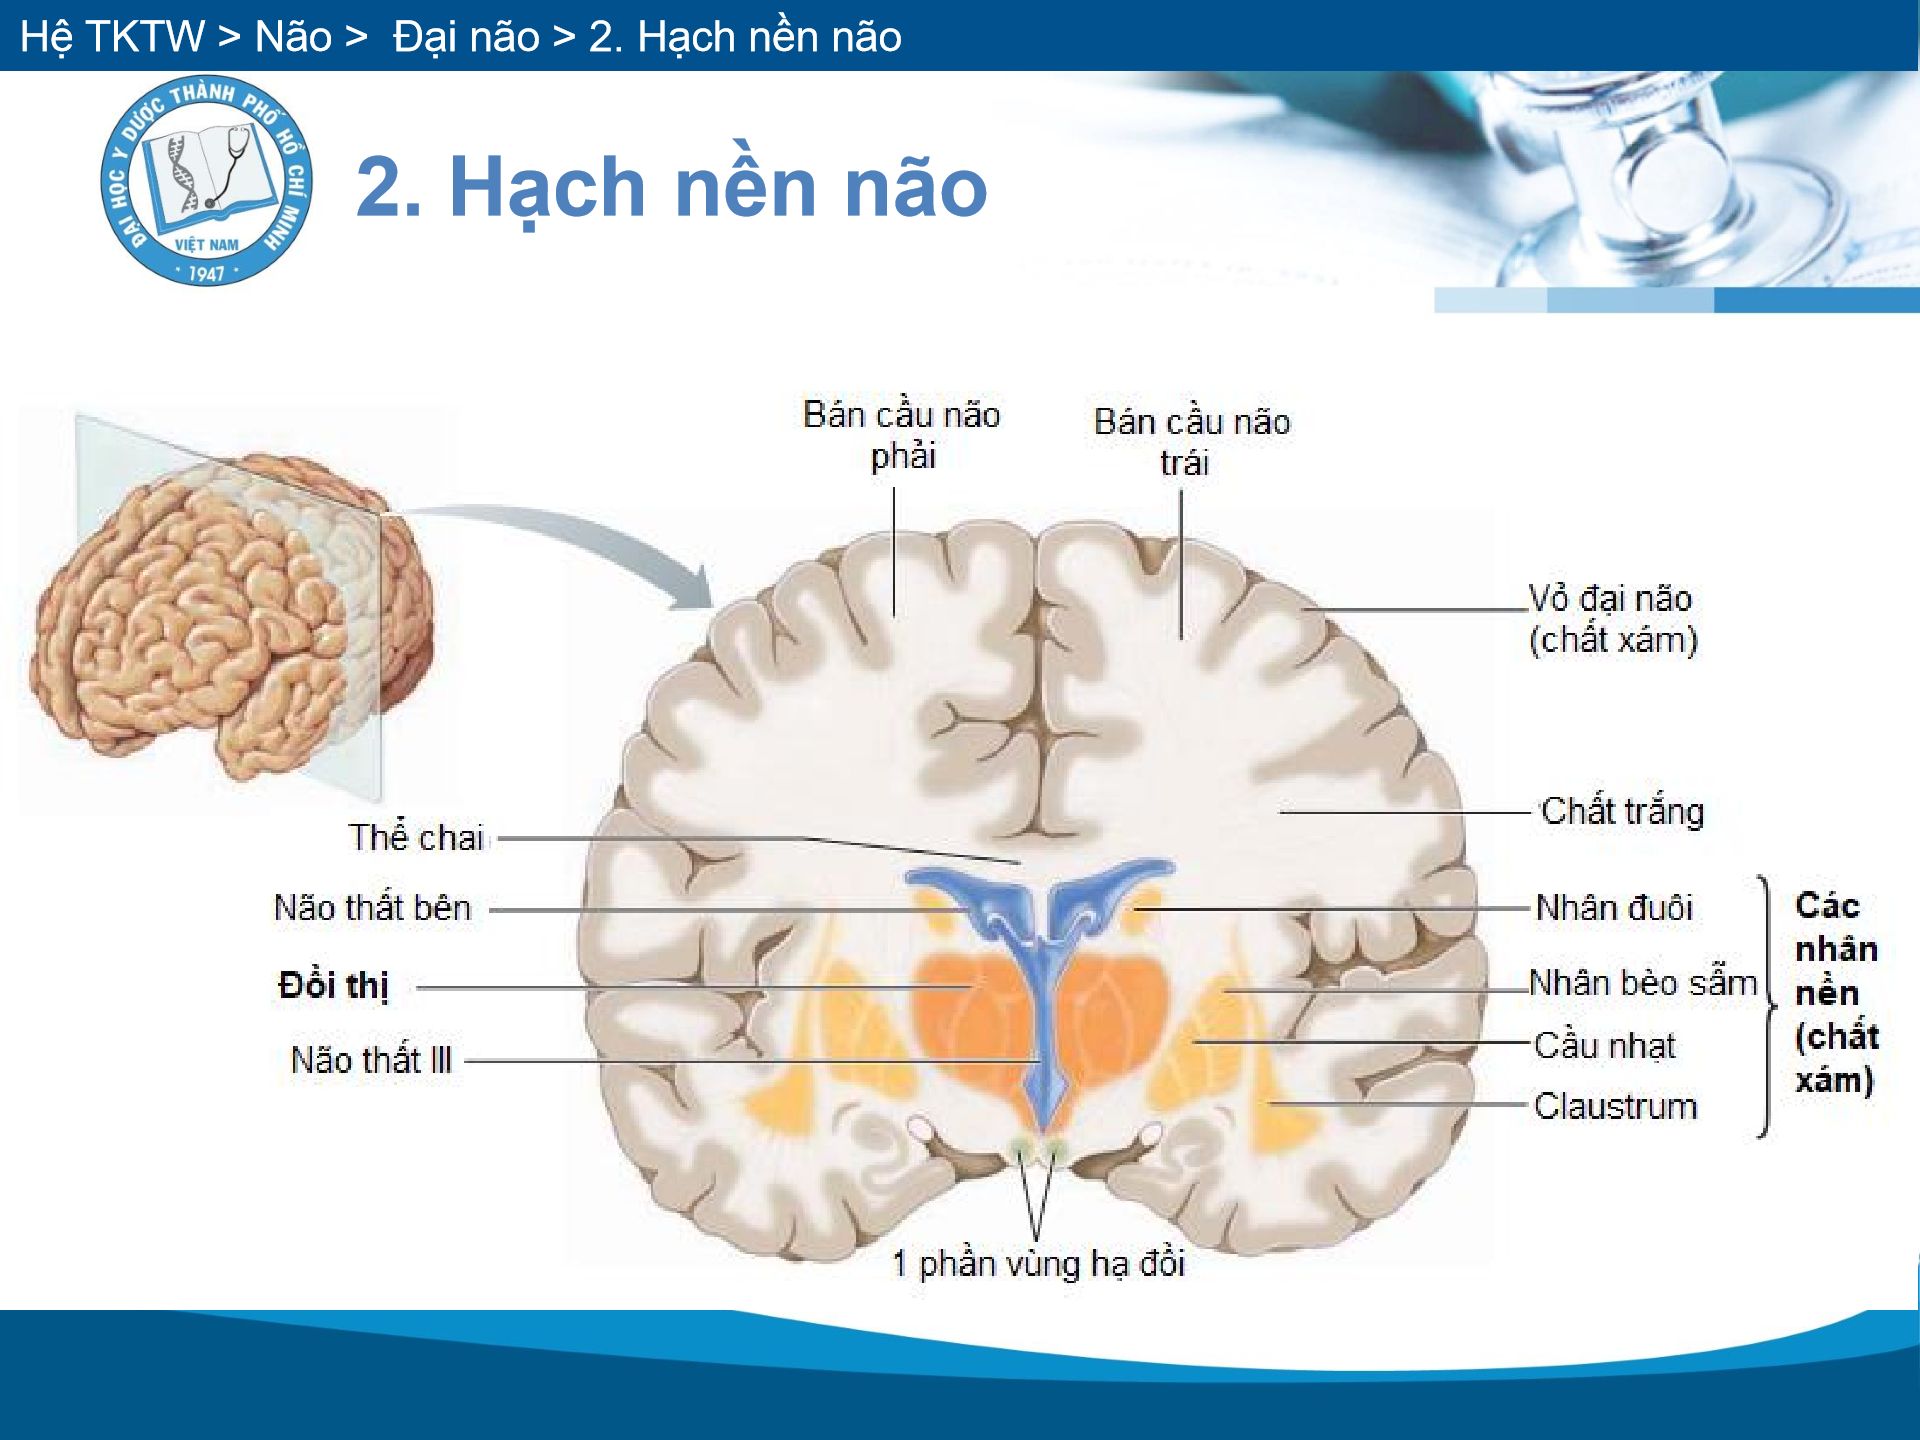 Hệ TKTW > Não > Đại não > 2. Hạch nền não
ĐẠI HỌC Y DƯỢC THÀNH PHỐ HỒ CHÍ MINH
VIỆT NAM
1947
2. Hạch nền não
Bán cầu não
phải
Bán cầu não
trái
Vỏ đại não
(chất xám)
Chất trắng
Thể chai
Não thất bên
Đồi thị
Não thất III
Nhân đuôi
Nhân bèo sẫm
Cầu nhạt
Claustrum
Các
nhân
nền
(chất
xám)
1 phần vùng hạ đồi